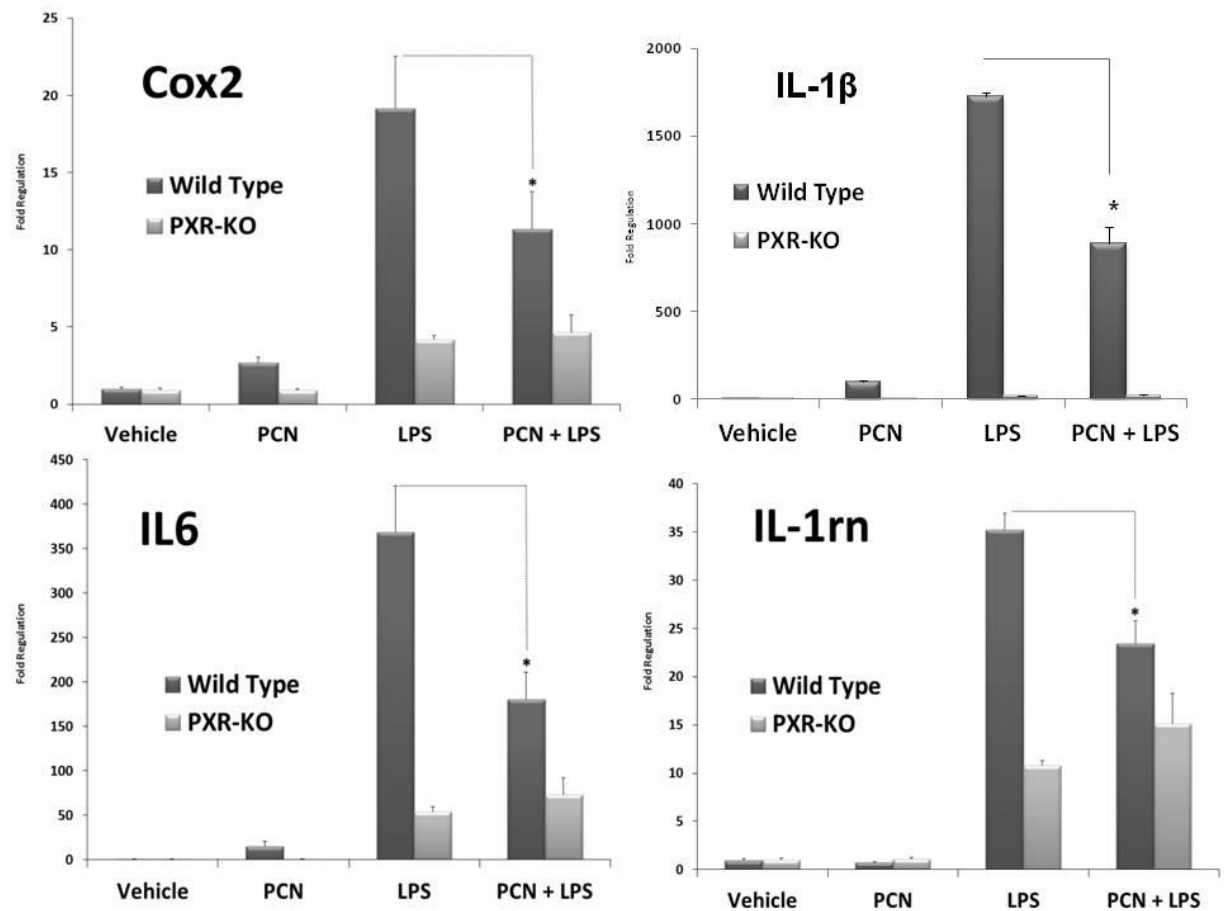 Cox2
Fold Regulation
25
20
15
10
5
0
Wild Type
PXR-KO
*
Vehicle PCN LPS PCN + LPS
IL-1β
Fold Regulation
2000
1500
1000
500
0
Wild Type
PXR-KO
*
Vehicle PCN LPS PCN + LPS
IL6
Fold Regulation
450
400
350
300
250
200
150
100
50
0
Wild Type
PXR-KO
*
Vehicle PCN LPS PCN + LPS
IL-1rn
Fold Regulation
40
35
30
25
20
15
10
5
0
Wild Type
PXR-KO
*
Vehicle PCN LPS PCN + LPS